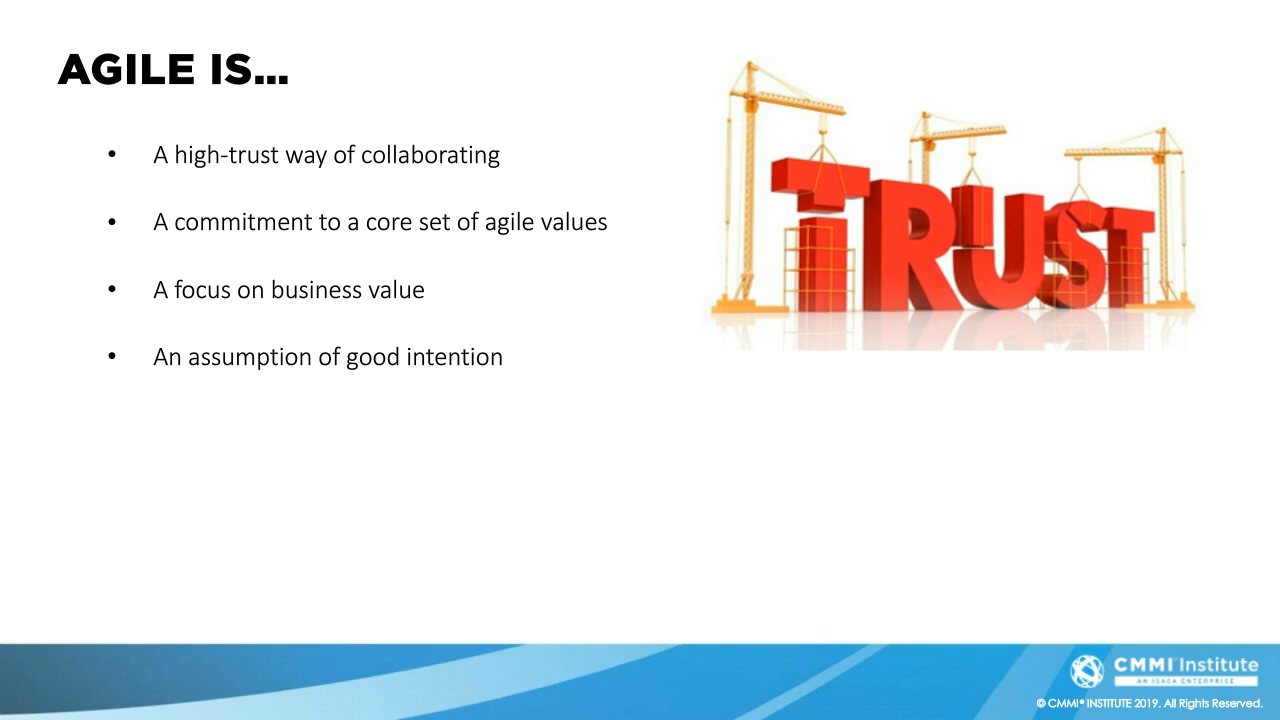 AGILE IS...
• A high-trust way of collaborating
• A commitment to a core set of agile values
• A focus on business value
• An assumption of good intention
TRUST
CMMI® Institute
AN ISACA ENTERPRISE
© CMMI® INSTITUTE 2019. All Rights Reserved.